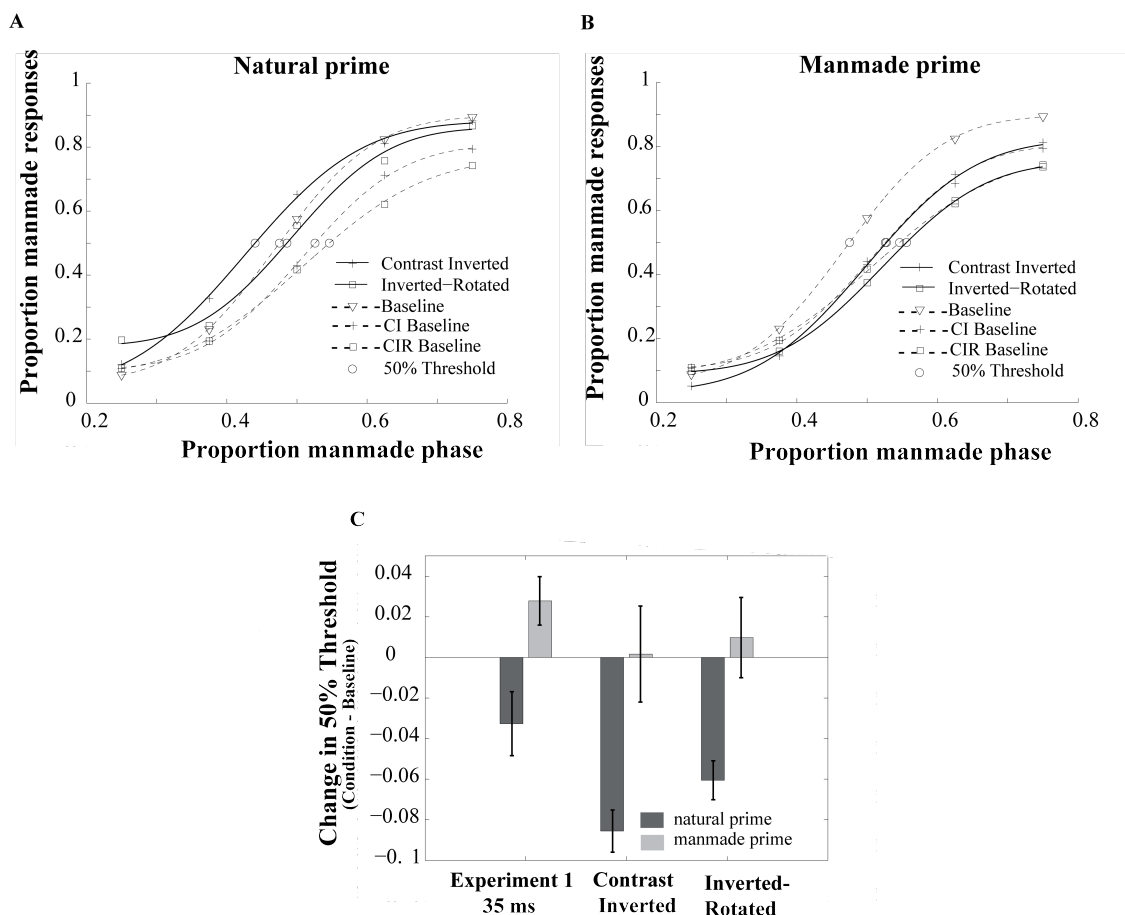 A
Natural prime
Proportion manmade responses
1
0.8
0.6
0.4
0.2
0
0.2
0.4
0.6
0.8
Proportion manmade phase
Contrast Inverted
Inverted−Rotated
Baseline
CI Baseline
CIR Baseline
50% Threshold
B
Manmade prime
Proportion manmade responses
1
0.8
0.6
0.4
0.2
0
0.2
0.4
0.6
0.8
Proportion manmade phase
Contrast Inverted
Inverted−Rotated
Baseline
CI Baseline
CIR Baseline
50% Threshold
C
Change in 50% Threshold
(Condition - Baseline)
0.04
0.02
0
−0.02
−0.04
−0.06
−0.08
−0. 1
natural prime
manmade prime
Experiment 1
35 ms
Contrast
Inverted
Inverted-
Rotated